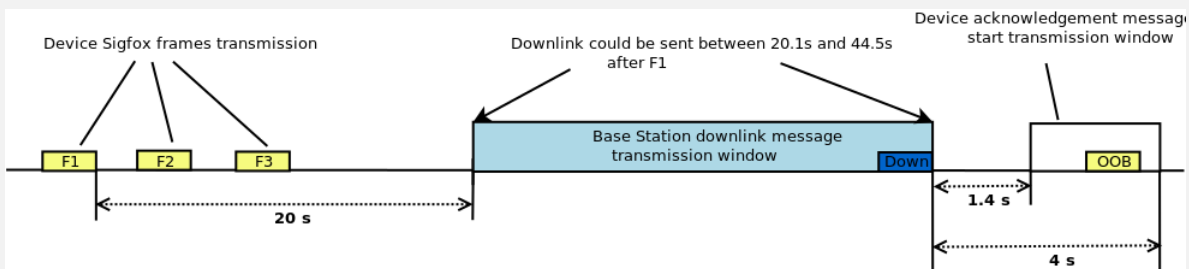 Device acknowledgement message
start transmission window
Device Sigfox frames transmission
Downlink could be sent between 20.1s and 44.5s
after F1
Base Station downlink message
transmission window
F1
F2
F3
Down
OOB
1.4 s
20 s
4 s